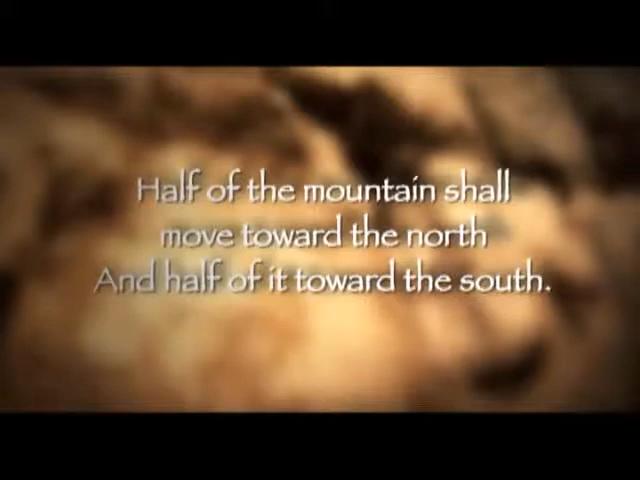 Half of the mountain shall
move toward the north
And half of it toward the south.